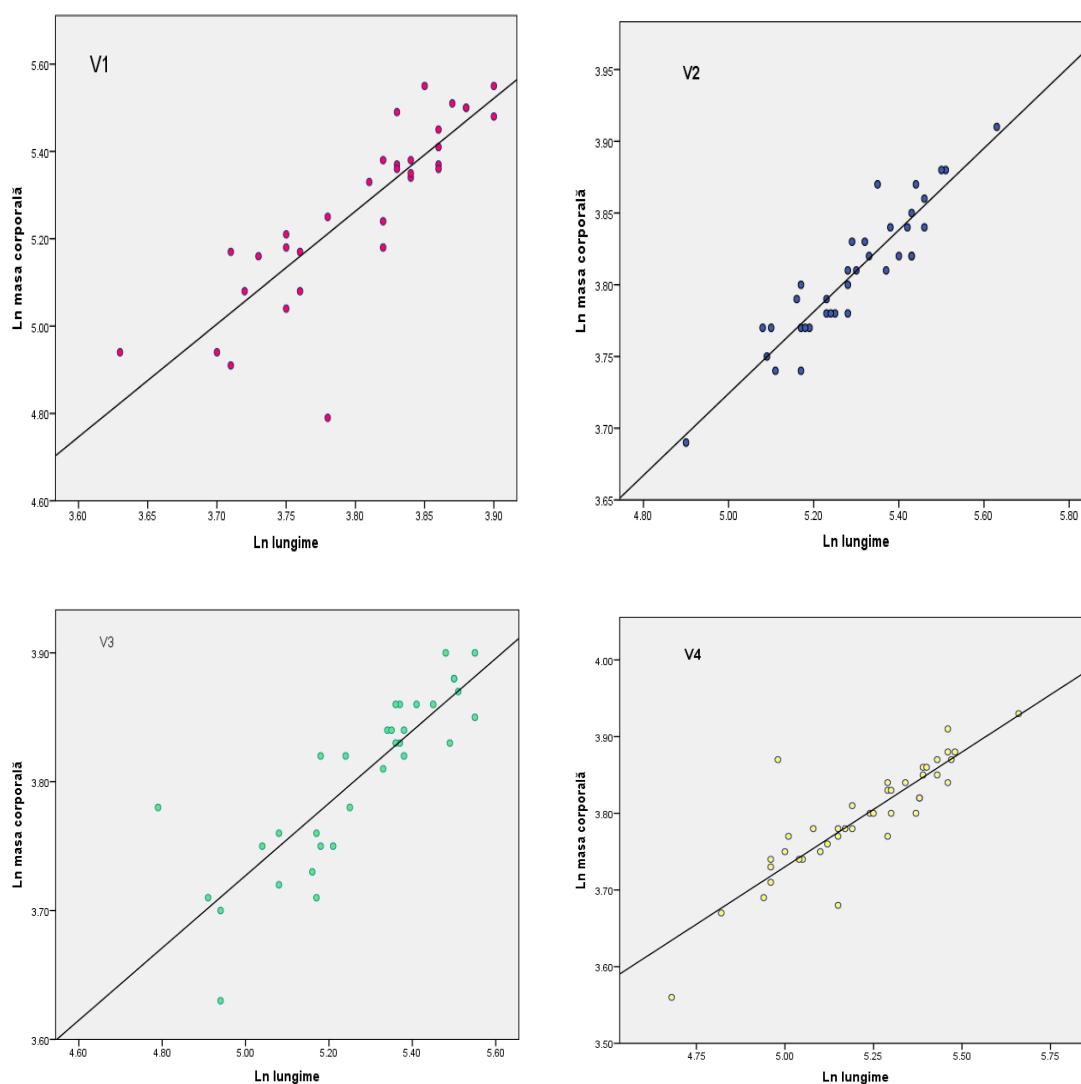 V1
Ln masa corporală
5.60
5.40
5.20
5.00
4.80
4.60
3.60 3.65 3.70 3.75 3.80 3.85 3.90
Ln lungime
V2
Ln masa corporală
3.95
3.90
3.85
3.80
3.75
3.70
3.65
4.80 5.00 5.20 5.40 5.60 5.80
Ln lungime
V3
Ln masa corporală
3.90
3.80
3.70
3.60
4.60 4.80 5.00 5.20 5.40 5.60
Ln lungime
V4
Ln masa corporală
4.00
3.90
3.80
3.70
3.60
3.50
4.75 5.00 5.25 5.50 5.75
Ln lungime